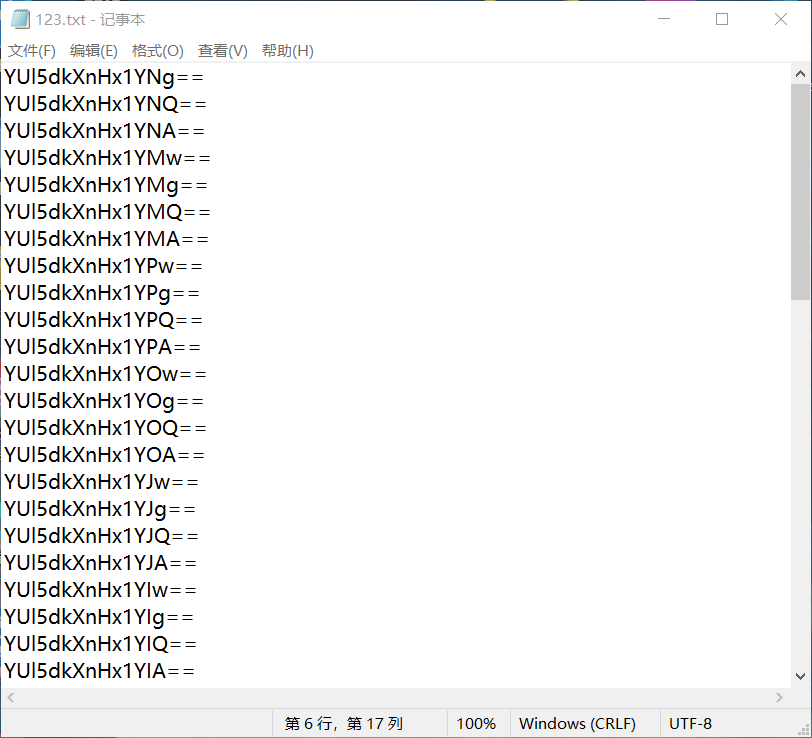 123.txt - 记事本
文件(F) 编辑(E) 格式(O) 查看(V) 帮助(H)
YUl5dkXnHx1YNg==
YUl5dkXnHx1YNQ==
YUl5dkXnHx1YNA==
YUl5dkXnHx1YMw==
YUl5dkXnHx1YMg==
YUl5dkXnHx1YMQ==
YUl5dkXnHx1YMA==
YUl5dkXnHx1YPw==
YUl5dkXnHx1YPg==
YUl5dkXnHx1YPQ==
YUl5dkXnHx1YPA==
YUl5dkXnHx1YOw==
YUl5dkXnHx1YOg==
YUl5dkXnHx1YOQ==
YUl5dkXnHx1YOA==
YUl5dkXnHx1YJw==
YUl5dkXnHx1YJg==
YUl5dkXnHx1YJQ==
YUl5dkXnHx1YJA==
YUl5dkXnHx1YIw==
YUl5dkXnHx1YIg==
YUl5dkXnHx1YIQ==
YUl5dkXnHx1YIA==
第 6 行，第 17 列 100% Windows (CRLF) UTF-8